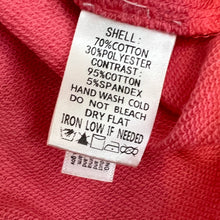 SHELL:
70%COTTON
30%POLYESTER
CONTRAST:
95%COTTON
5%SPANDEX
HAND WASH COLD
DO NOT BLEACH
DRY FLAT
IRON LOW IF NEEDED